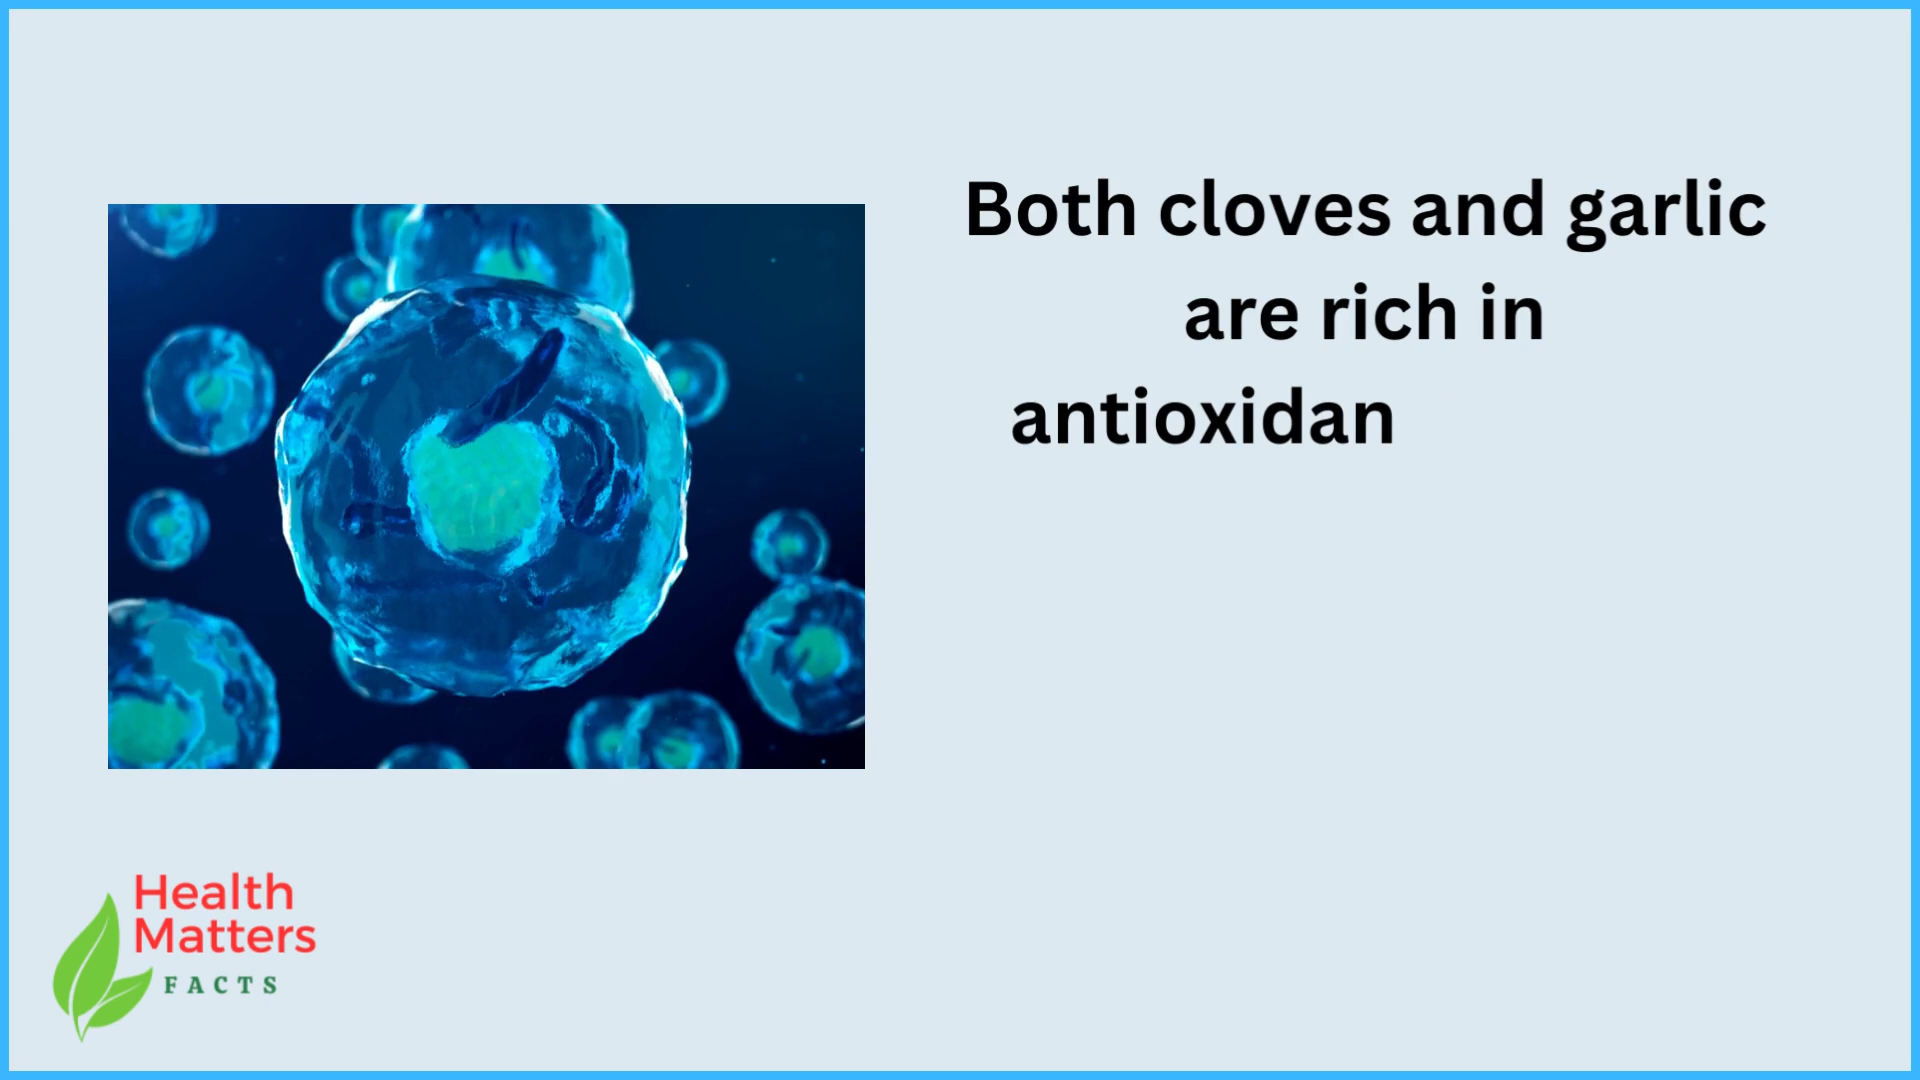 Both cloves and garlic
are rich in
antioxidan
Health
Matters
FACTS